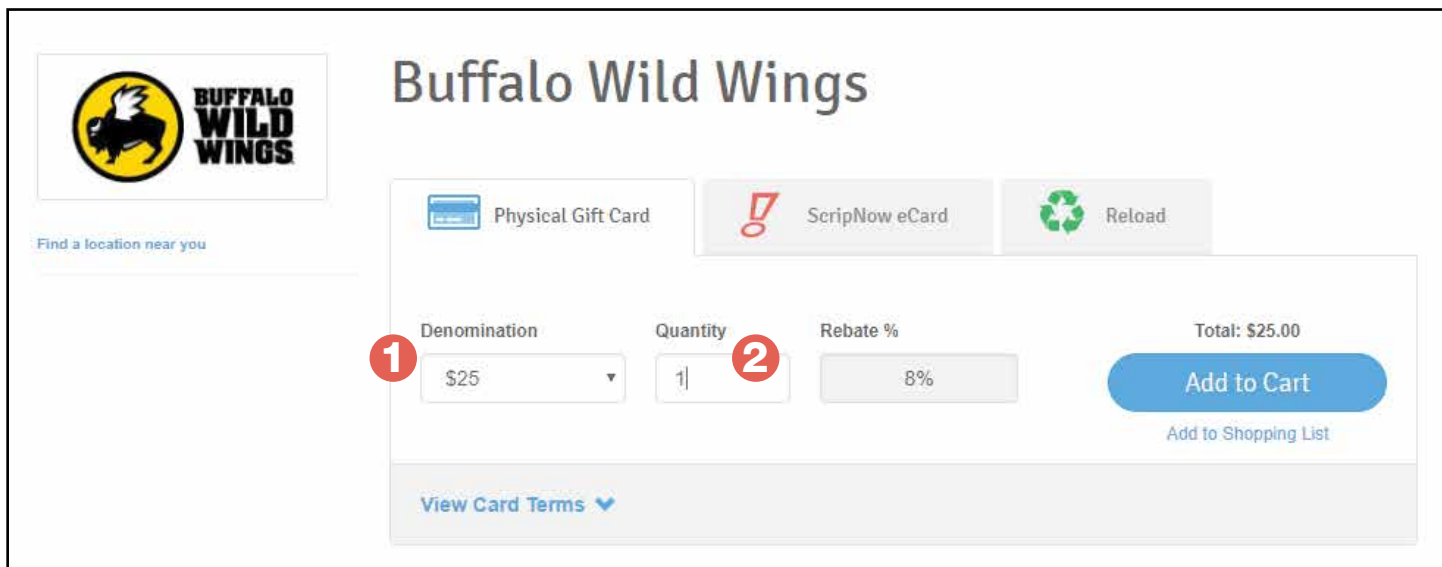 BUFFALO
WILD
WINGS
Find a location near you
Buffalo Wild Wings
Physical Gift Card
ScripNow eCard
Reload
Denomination Quantity Rebate % Total: $25.00
1 $25 1 2 8% Add to Cart
Add to Shopping List
View Card Terms